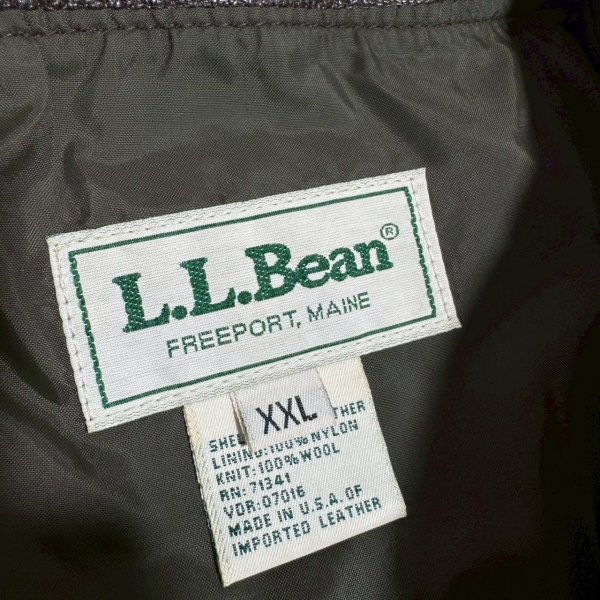 L.L.Bean®
FREEPORT, MAINE
XXL
LINING:100% NYLON
KNIT:100% WOOL
RN:71341
VDR:07016
MADE IN U.S.A. OF
IMPORTED LEATHER